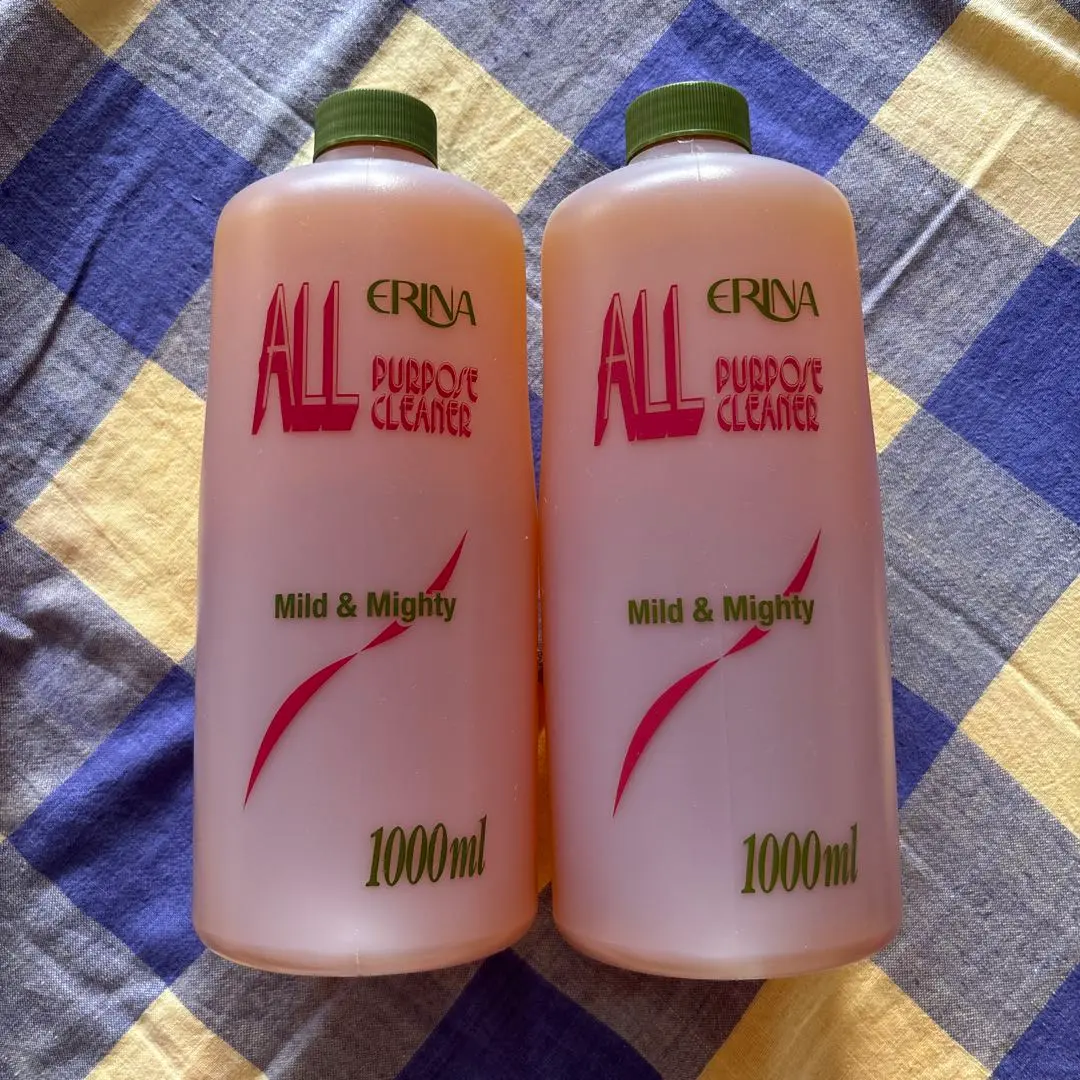 ERINA
ALL PURPOSE
CLEANER
Mild & Mighty
1000ml
ERINA
ALL PURPOSE
CLEANER
Mild & Mighty
1000ml